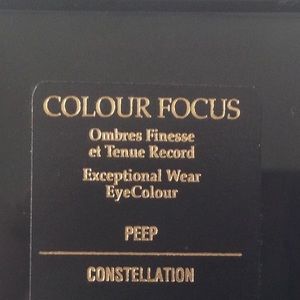 COLOUR FOCUS
Ombres Finesse
et Tenue Record
Exceptional Wear
EyeColour
PEEP
CONSTELLATION